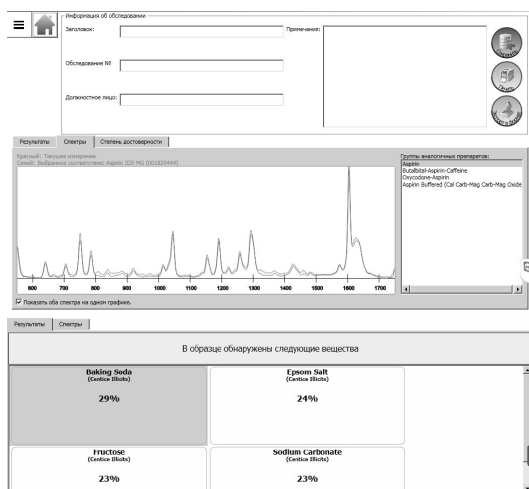 Информация об обследовании
Заголовок:
Примечания:
Обследование №
Должностное лицо:
Сохранить
Печать
Результаты
Спектры
Степень достоверности
Красный: Текущее измерение
Синий: Выбранное соответствие: Aspirin 325 MG (001820444)
Группы аналогичных препаратов:
Aspirin
Butalbital-Aspirin-Caffeine
Oxycodone-Aspirin
Aspirin Buffered (Cal Carb-Mag Carb-Mag Oxide
600 700 800 900 1000 1100 1200 1300 1400 1500 1600 1700
Показать оба спектра на одном графике.
Результаты
Спектры
В образце обнаружены следующие вещества
Baking Soda
(Centice Illicits)
29%
Epsom Salt
(Centice Illicits)
24%
Fructose
(Centice Illicits)
23%
Sodium Carbonate
(Centice Illicits)
23%